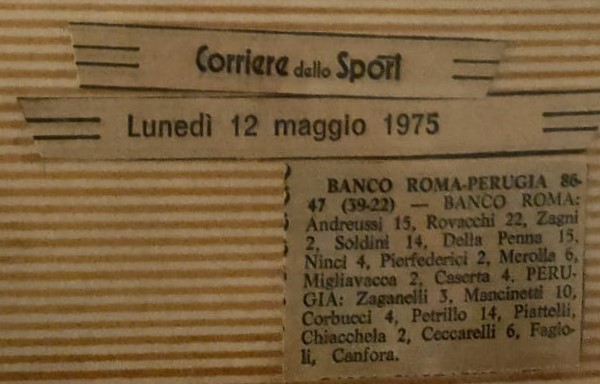 Corriere dello Sport
Lunedì 12 maggio 1975
BANCO ROMA-PERUGIA 86-
47 (39-22) — BANCO ROMA:
Andreussi 15, Rovacchi 22, Zagni
2, Soldini 14, Della Penna 15,
Ninci 4, Pierfederici 2, Merolla 6,
Migliavacca 2, Caserta 4, PERU-
GIA: Zaganelli 3, Mancinetti 10,
Corbucci 4, Petrillo 14, Piattelli,
Chiacchela 2, Ceccarelli 6, Fagio-
li, Canfora.